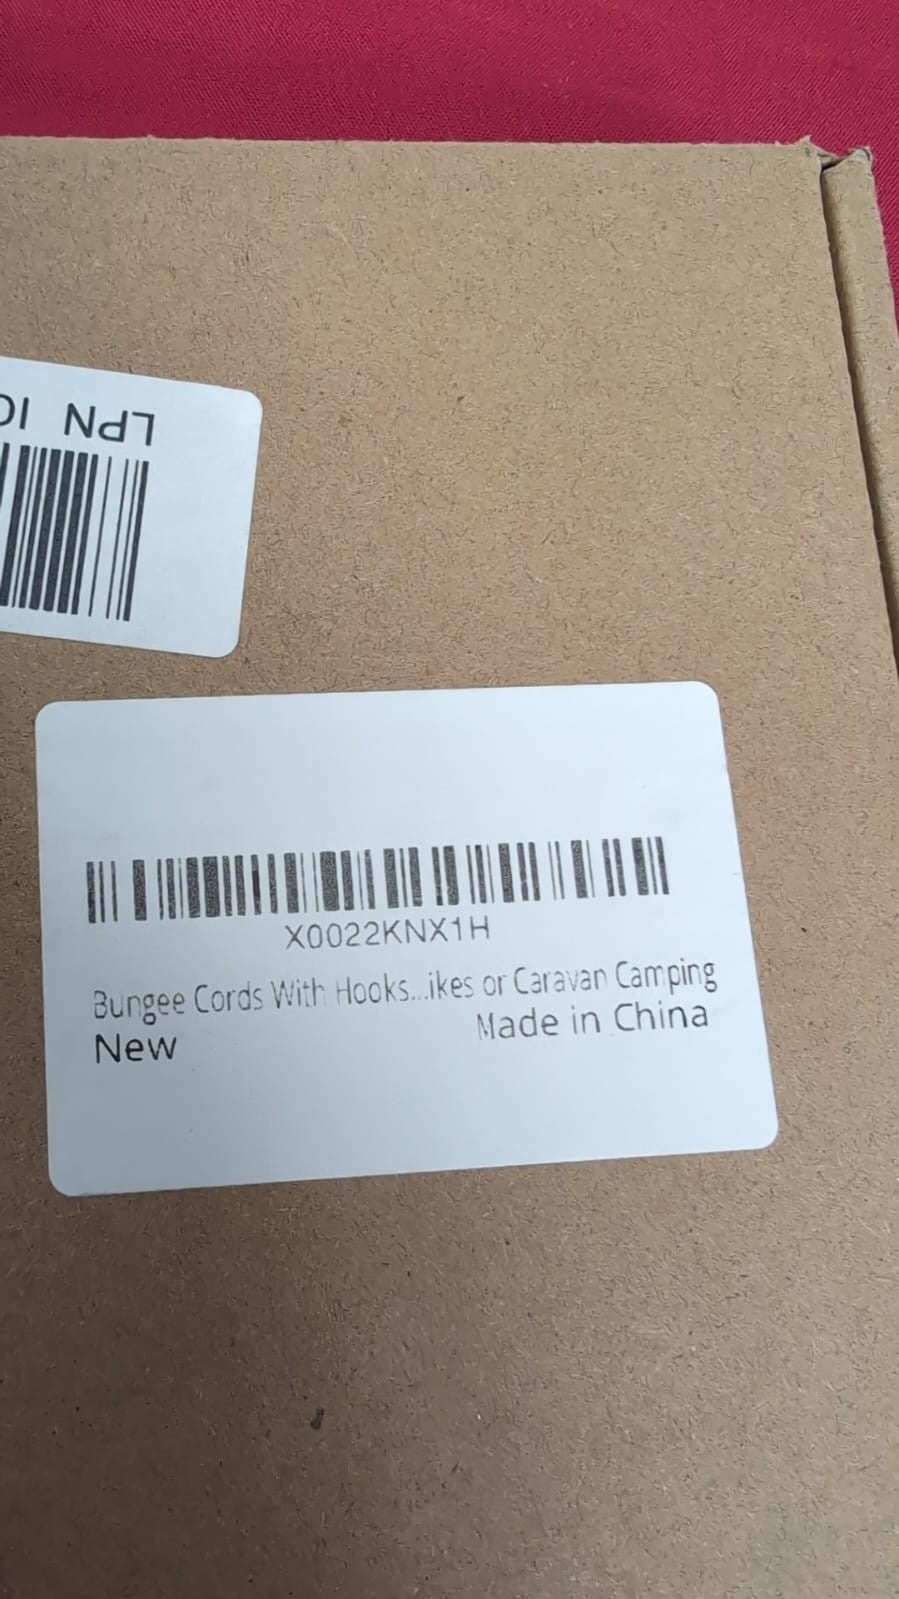 LPN
X0022KNX1H
Bungee Cords With Hooks...ikes or Caravan Camping
New
Made in China